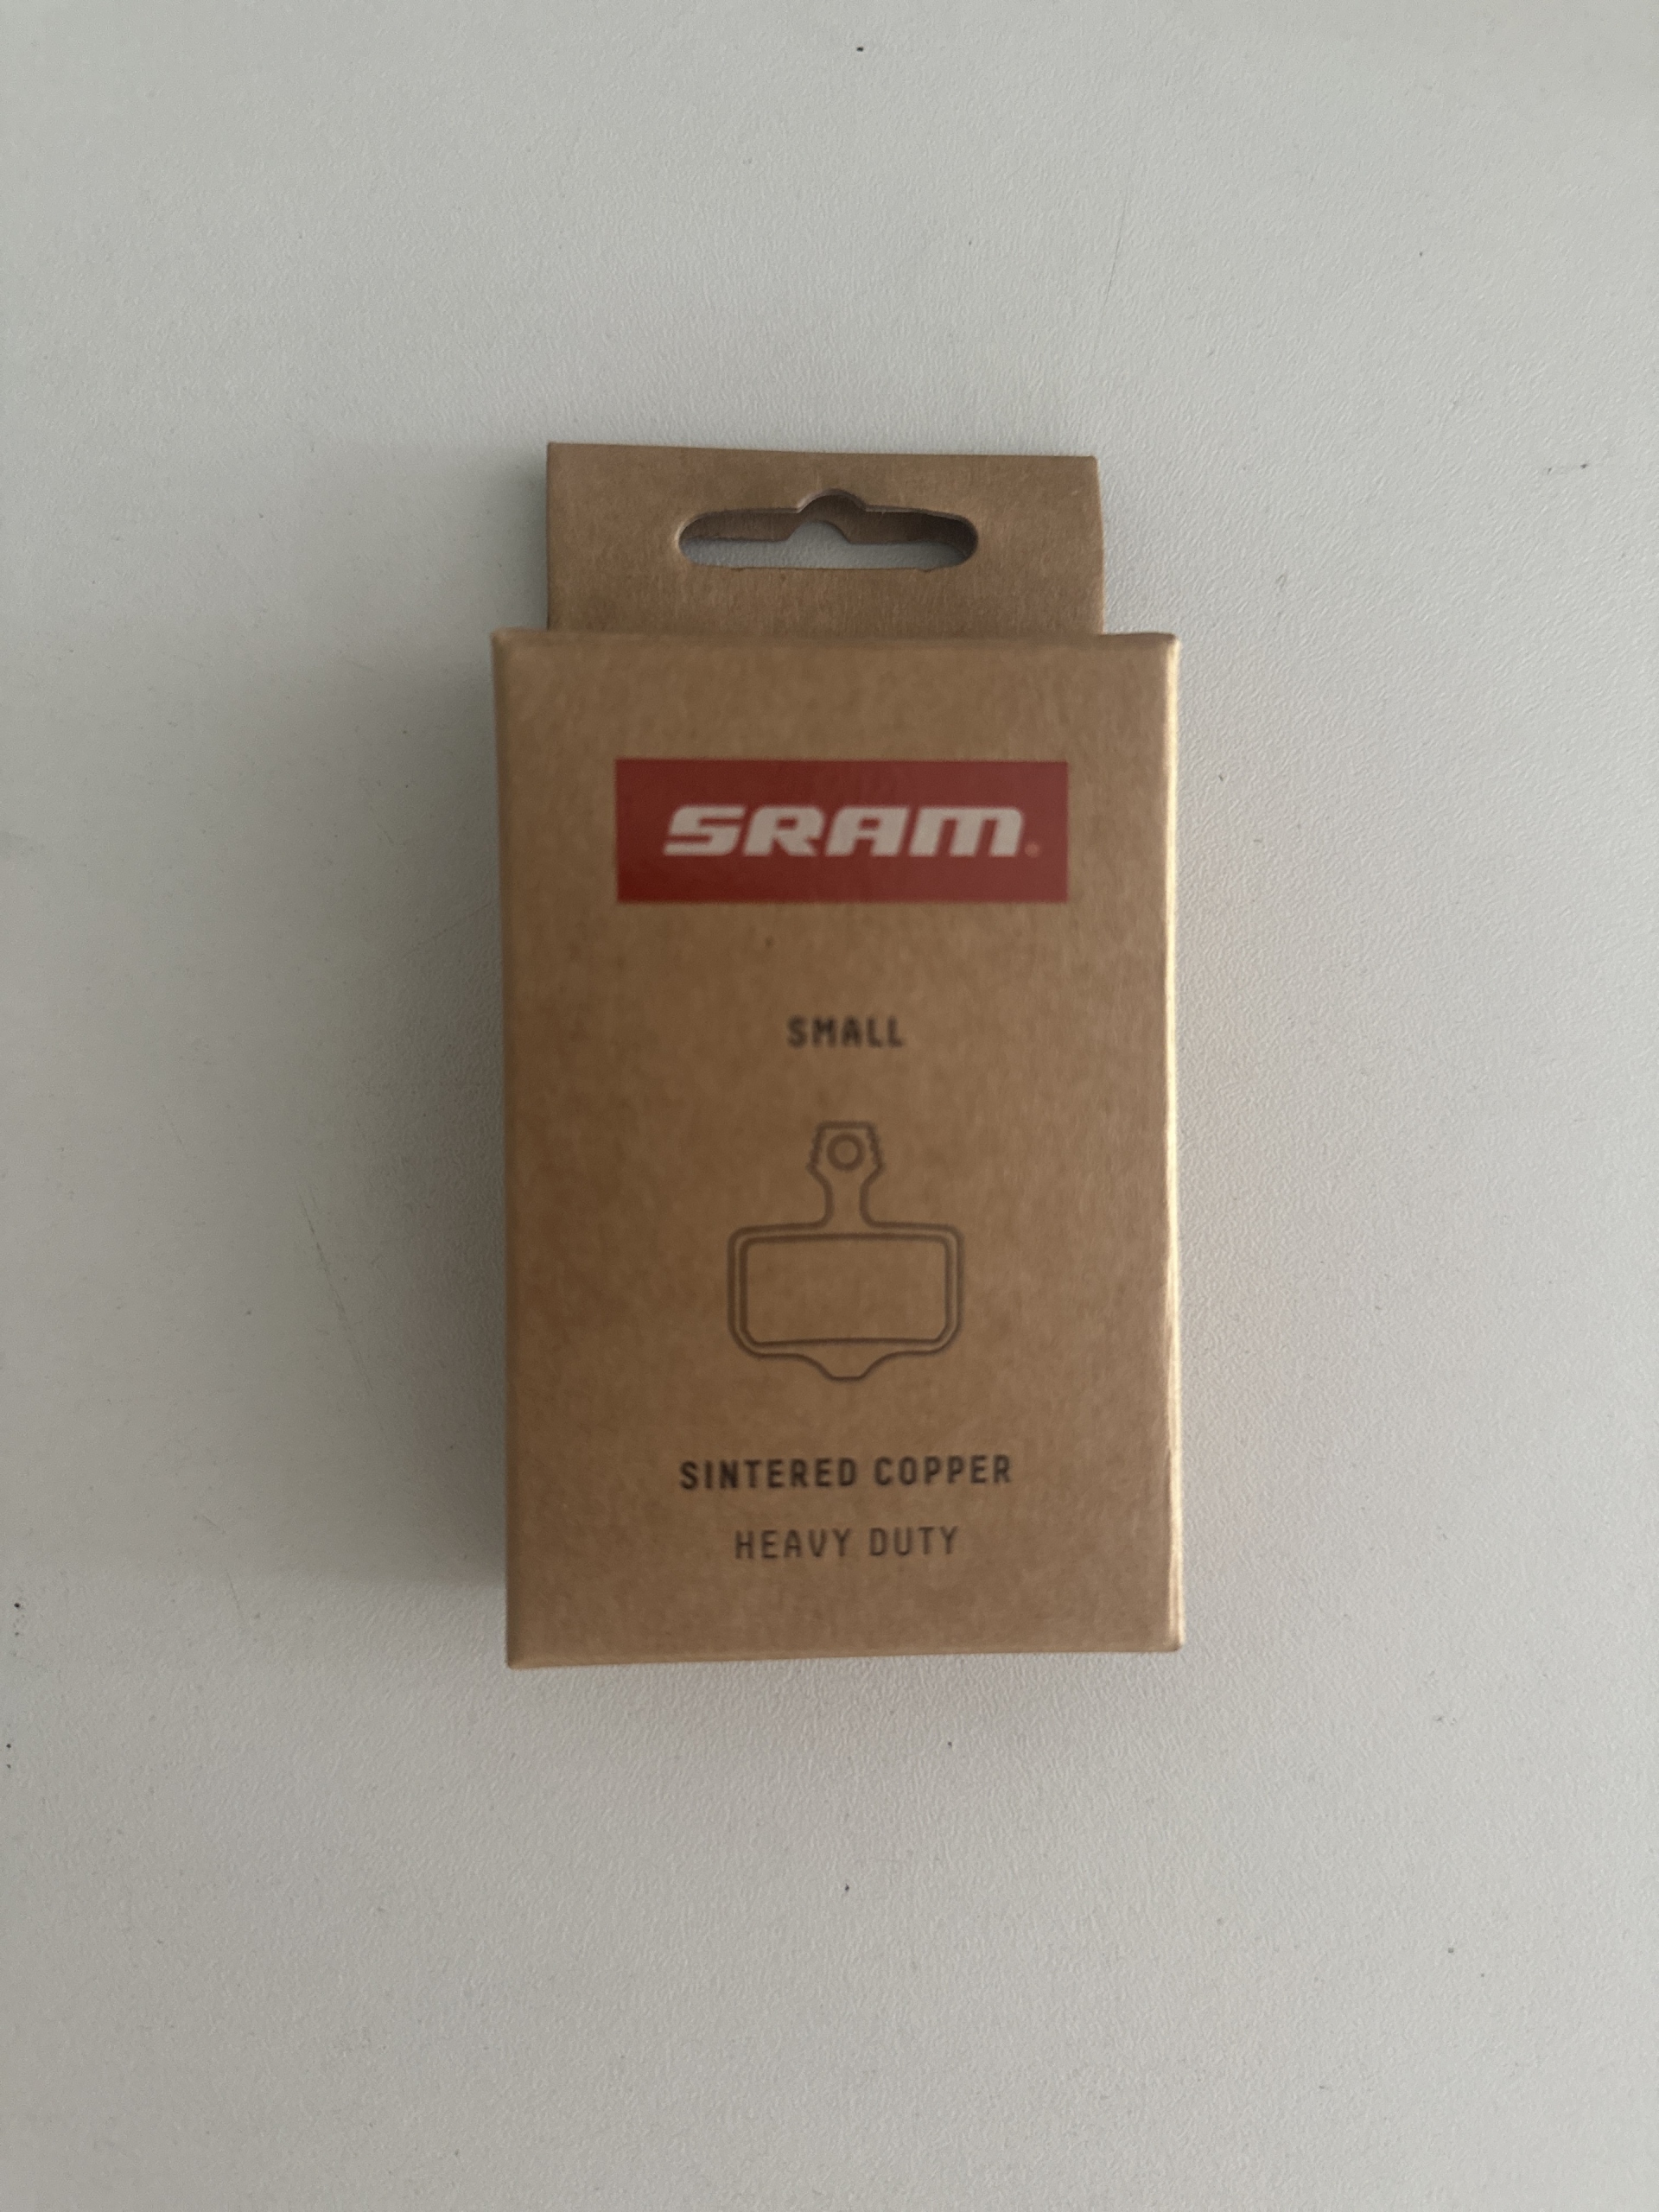 SRAM.
SMALL
SINTERED COPPER
HEAVY DUTY